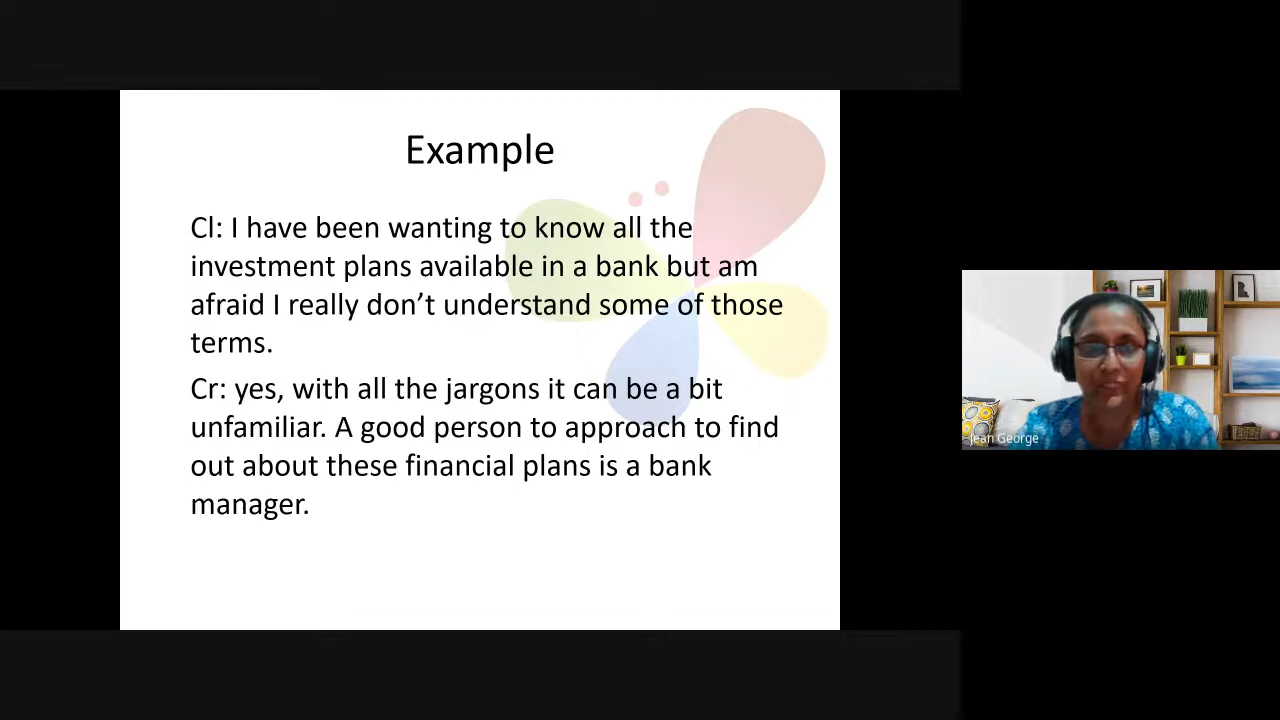 Example
Cl: I have been wanting to know all the
investment plans available in a bank but am
afraid I really don’t understand some of those
terms.
Cr: yes, with all the jargons it can be a bit
unfamiliar. A good person to approach to find
out about these financial plans is a bank
manager.
Jean George